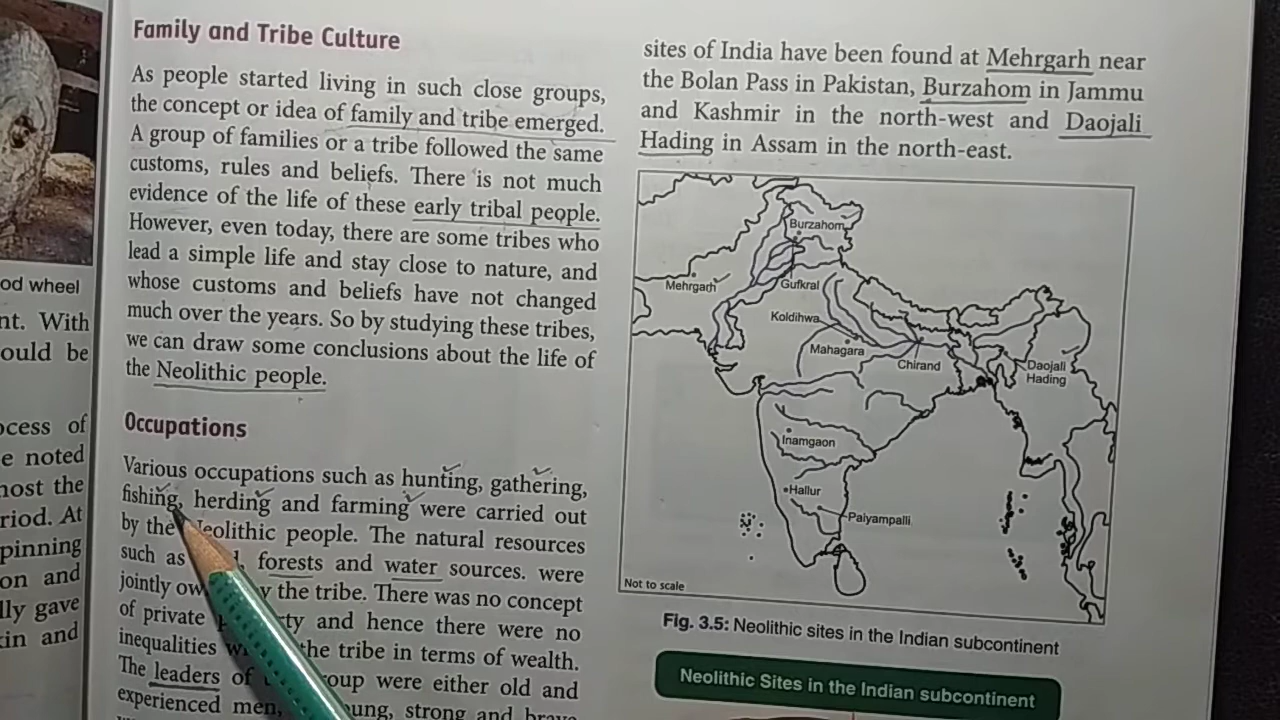 od wheel
nt. With
ould be
ocess of
e noted
nost the
riod. At
pinning
on and
lly gave
in and
Family and Tribe Culture
As people started living in such close groups,
the concept or idea of family and tribe emerged.
A group of families or a tribe followed the same
customs, rules and beliefs. There is not much
evidence of the life of these early tribal people.
However, even today, there are some tribes who
lead a simple life and stay close to nature, and
whose customs and beliefs have not changed
much over the years. So by studying these tribes,
we can draw some conclusions about the life of
the Neolithic people.
Occupations
Various occupations such as hunting, gathering,
fishing, herding and farming were carried out
by the Neolithic people. The natural resources
such as forests and water sources. were
jointly the tribe. There was no concept
of private and hence there were no
inequalities the tribe in terms of wealth.
The leaders of group were either old and
experienced men, young, strong and brave
sites of India have been found at Mehrgarh near
the Bolan Pass in Pakistan, Burzahom in Jammu
and Kashmir in the north-west and Daojali
Hading in Assam in the north-east.
Burzahom
Mehrgarh
Gufkral
Koldihwa
Mahagara
Chirand
Daojali
Hading
Inamgaon
Hallur
Paiyampalli
Not to scale
Fig. 3.5: Neolithic sites in the Indian subcontinent
Neolithic Sites in the Indian subcontinent